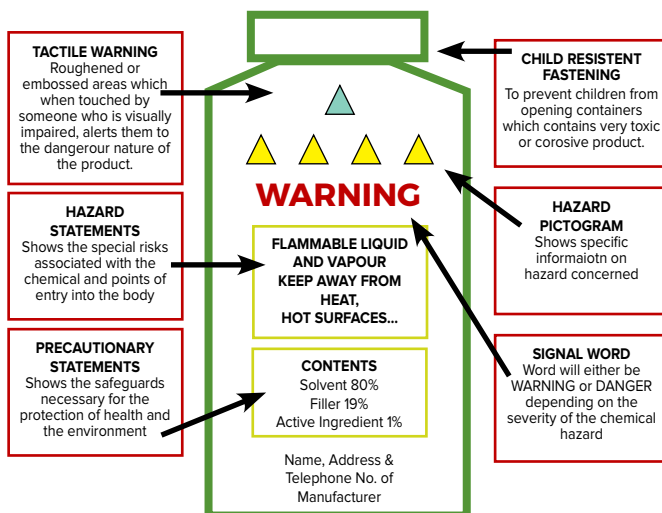 TACTILE WARNING
Roughened or
embossed areas which
when touched by
someone who is visually
impaired, alerts them to
the dangerour nature of
the product.
HAZARD
STATEMENTS
Shows the special risks
associated with the
chemical and points of
entry into the body
PRECAUTIONARY
STATEMENTS
Shows the safeguards
necessary for the
protection of health and
the environment
WARNING
FLAMMABLE LIQUID
AND VAPOUR
KEEP AWAY FROM
HEAT,
HOT SURFACES...
CONTENTS
Solvent 80%
Filler 19%
Active Ingredient 1%
Name, Address &
Telephone No. of
Manufacturer
CHILD RESISTENT
FASTENING
To prevent children from
opening containers
which contains very toxic
or corosive product.
HAZARD
PICTOGRAM
Shows specific
informaiotn on
hazard concerned
SIGNAL WORD
Word will either be
WARNING or DANGER
depending on the
severity of the chemical
hazard